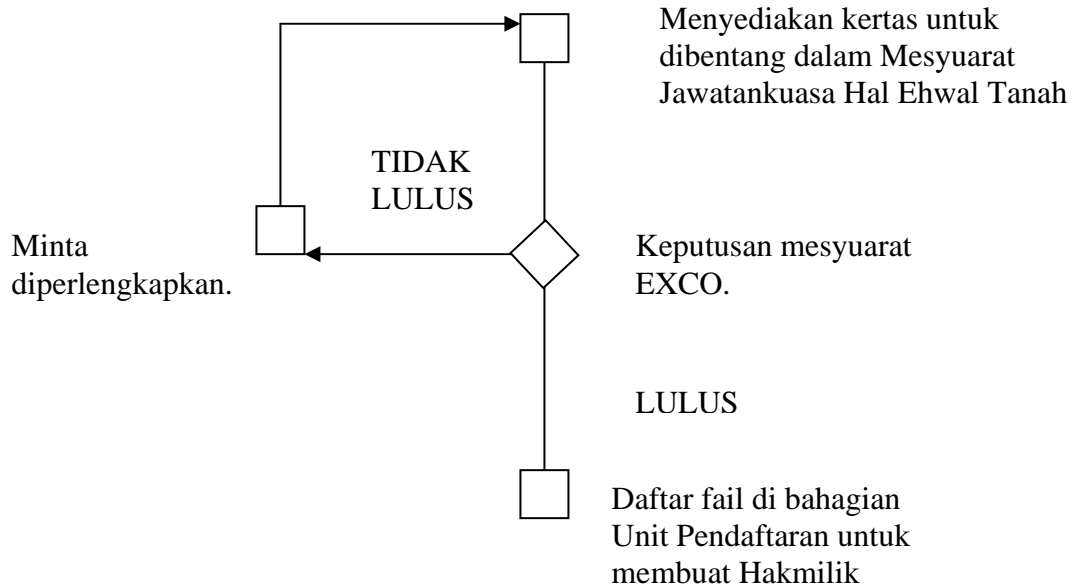 Menyediakan kertas untuk
dibentang dalam Mesyuarat
Jawatankuasa Hal Ehwal Tanah
TIDAK
LULUS
Minta
diperlengkapkan.
Keputusan mesyuarat
EXCO.
LULUS
Daftar fail di bahagian
Unit Pendaftaran untuk
membuat Hakmilik